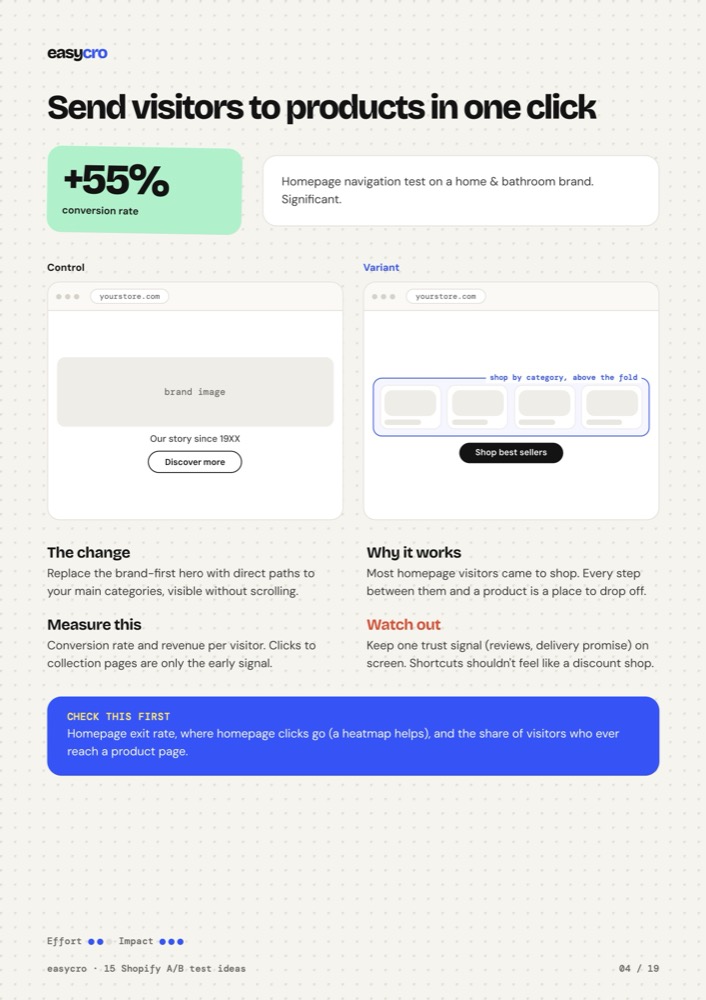 easycro
Send visitors to products in one click
+55%
conversion rate
Homepage navigation test on a home & bathroom brand.
Significant.
Control
yourstore.com
brand image
Our story since 19XX
Discover more
Variant
yourstore.com
shop by category, above the fold
Shop best sellers
The change
Replace the brand-first hero with direct paths to
your main categories, visible without scrolling.
Why it works
Most homepage visitors came to shop. Every step
between them and a product is a place to drop off.
Measure this
Conversion rate and revenue per visitor. Clicks to
collection pages are only the early signal.
Watch out
Keep one trust signal (reviews, delivery promise) on
screen. Shortcuts shouldn't feel like a discount shop.
CHECK THIS FIRST
Homepage exit rate, where homepage clicks go (a heatmap helps), and the share of visitors who ever
reach a product page.
Effort Impact
easycro · 15 Shopify A/B test ideas
04 / 19